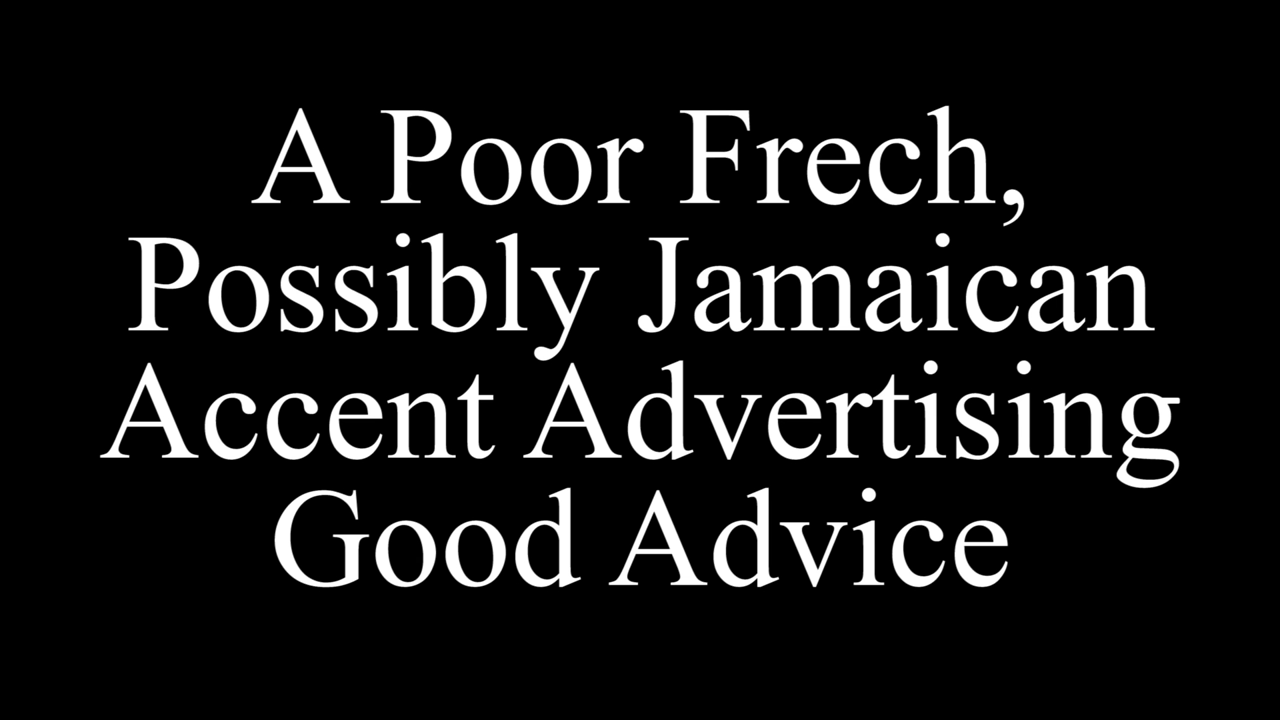 A Poor Frech,
Possibly Jamaican
Accent Advertising
Good Advice